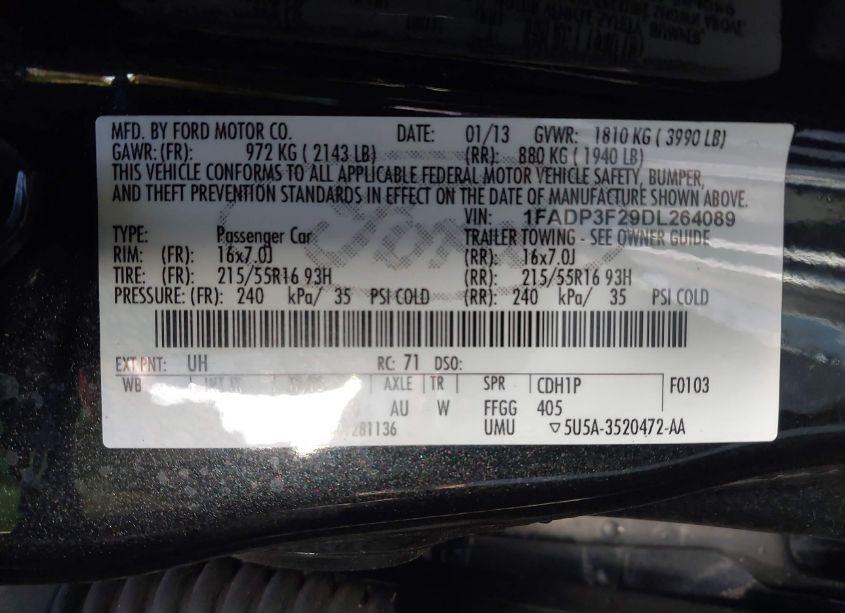 MFD. BY FORD MOTOR CO. DATE: 01/13 GVWR: 1810 KG ( 3990 LB)
GAWR: (FR): 972 KG ( 2143 LB) (RR): 880 KG ( 1940 LB)
THIS VEHICLE CONFORMS TO ALL APPLICABLE FEDERAL MOTOR VEHICLE SAFETY, BUMPER,
AND THEFT PREVENTION STANDARDS IN EFFECT ON THE DATE OF MANUFACTURE SHOWN ABOVE.
VIN: 1FADP3F29DL264089
TYPE: Passenger Car TRAILER TOWING - SEE OWNER GUIDE
RIM: (FR): 16x7.0J (RR): 16x7.0J
TIRE: (FR): 215/55R16 93H (RR): 215/55R16 93H
PRESSURE: (FR): 240 kPa/ 35 PSI COLD (RR): 240 kPa/ 35 PSI COLD
EXT PNT: UH RC: 71 DSO:
WB AXLE TR SPR CDH1P F0103
AU W FFGG 405
281136 UMU ▽5U5A-3520472-AA